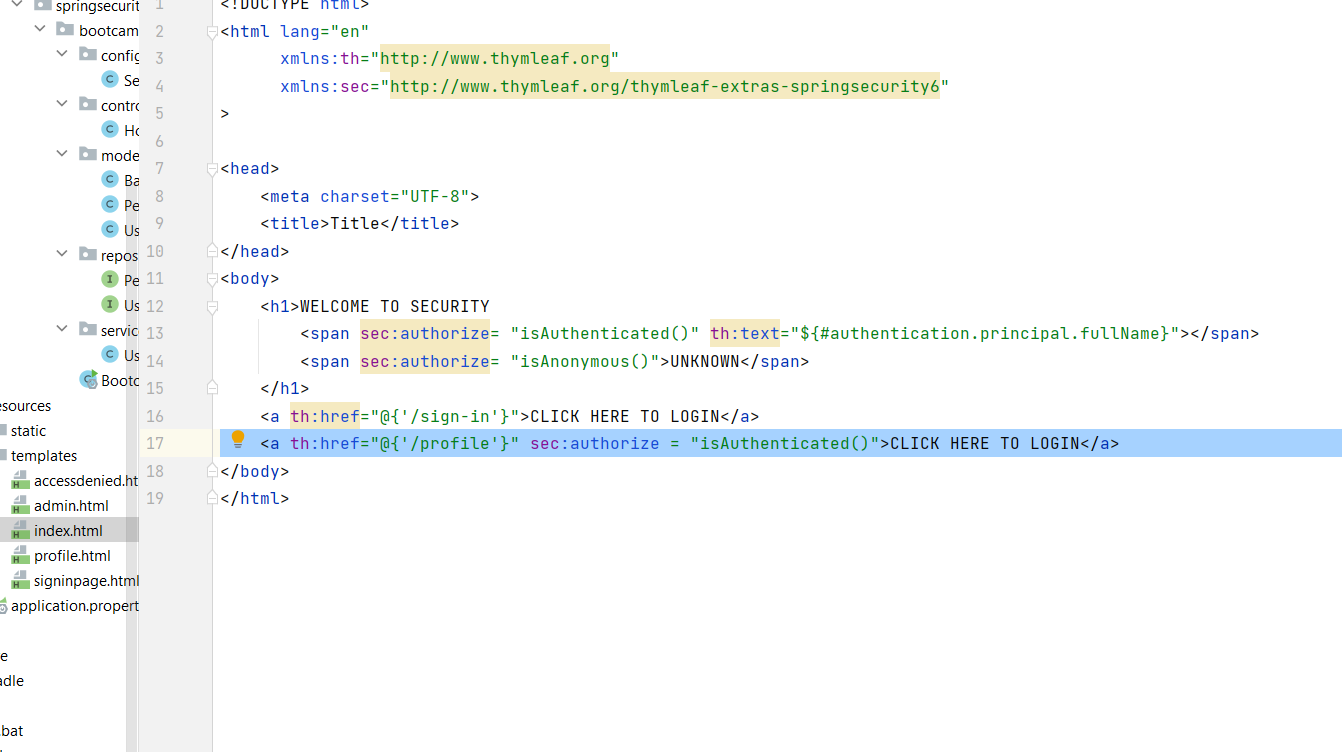 springsecurit
bootcam
config
Se
contro
Ho
mode
Ba
Pe
Us
repos
Pe
Us
servic
Us
Bootc
esources
static
templates
accessdenied.ht
admin.html
index.html
profile.html
signinpage.html
application.propert
re
adle
.bat
1 <!DOCTYPE html>
2 <html lang="en"
3 xmlns:th="http://www.thymleaf.org"
4 xmlns:sec="http://www.thymleaf.org/thymleaf-extras-springsecurity6"
5 >
6
7 <head>
8 <meta charset="UTF-8">
9 <title>Title</title>
10 </head>
11 <body>
12 <h1>WELCOME TO SECURITY
13 <span sec:authorize= "isAuthenticated()" th:text="${#authentication.principal.fullName}"></span>
14 <span sec:authorize= "isAnonymous()">UNKNOWN</span>
15 </h1>
16 <a th:href="@{'/sign-in'}">CLICK HERE TO LOGIN</a>
17 <a th:href="@{'/profile'}" sec:authorize = "isAuthenticated()">CLICK HERE TO LOGIN</a>
18 </body>
19 </html>